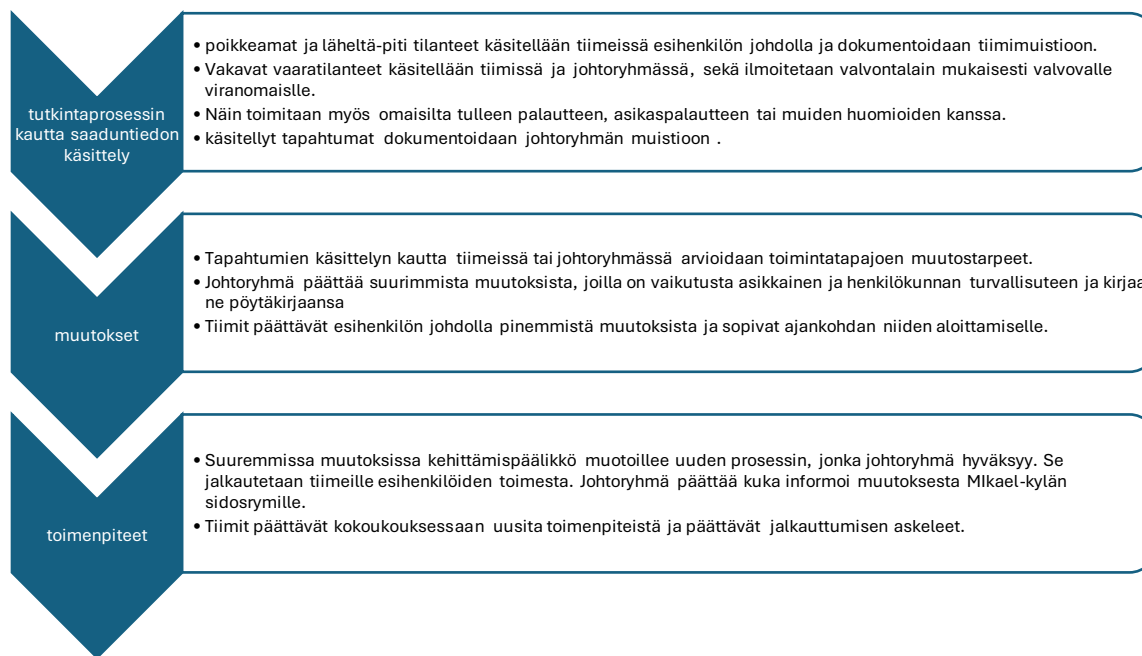 tutkintaprosessin
kautta saaduntiedon
käsittely
• poikkeamat ja läheltä-piti tilanteet käsitellään tiimeissä esihenkilön johdolla ja dokumentoidaan tiimimuistioon.
• Vakavat vaaratilanteet käsitellään tiimissä ja johtoryhmässä, sekä ilmoitetaan valvontalain mukaisesti valvovalle
viranomaislle.
• Näin toimitaan myös omaisilta tulleen palautteen, asikaspalautteen tai muiden huomioiden kanssa.
• käsitellyt tapahtumat dokumentoidaan johtoryhmän muistioon .
muutokset
• Tapahtumien käsittelyn kautta tiimeissä tai johtoryhmässä arvioidaan toimintatapajoen muutostarpeet.
• Johtoryhmä päättää suurimmista muutoksista, joilla on vaikutusta asikkainen ja henkilökunnan turvallisuteen ja kirjaa
ne pöytäkirjaansa
• Tiimit päättävät esihenkilön johdolla pinemmistä muutoksista ja sopivat ajankohdan niiden aloittamiselle.
toimenpiteet
• Suuremmissa muutoksissa kehittämispäälikkö muotoillee uuden prosessin, jonka johtoryhmä hyväksyy. Se
jalkautetaan tiimeille esihenkilöiden toimesta. Johtoryhmä päättää kuka informoi muutoksesta MIkael-kylän
sidosrymille.
• Tiimit päättävät kokoukouksessaan uusita toimenpiteistä ja päättävät jalkauttumisen askeleet.